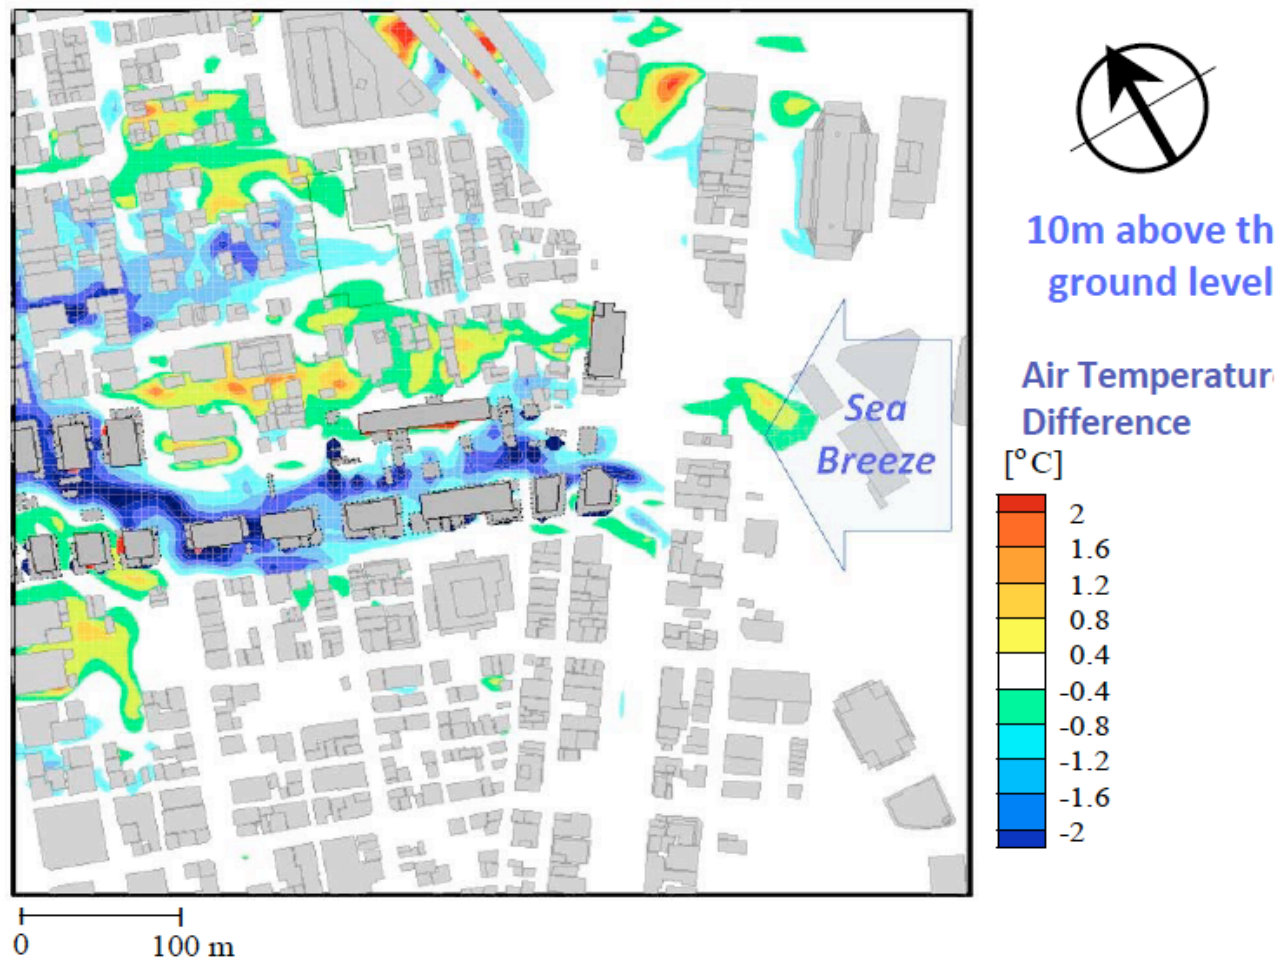 10m above th
ground level
Air Temperatur
Difference
[°C]
Sea
Breeze
2
1.6
1.2
0.8
0.4
-0.4
-0.8
-1.2
-1.6
-2
0
100 m